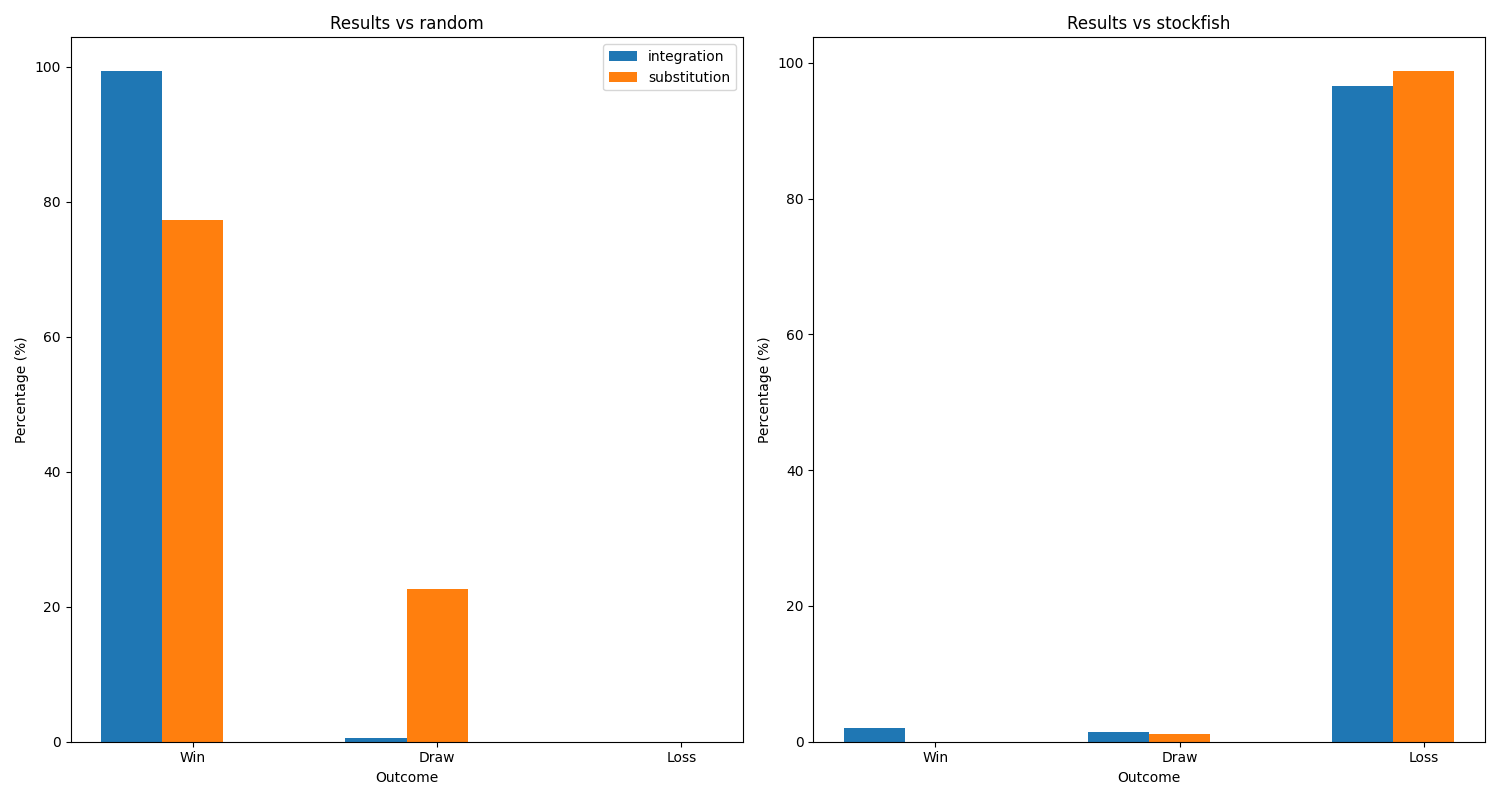 Results vs random
integration
substitution
100
80
60
40
20
0
Percentage (%)
Win
Draw
Loss
Outcome
Results vs stockfish
100
80
60
40
20
0
Percentage (%)
Win
Draw
Loss
Outcome